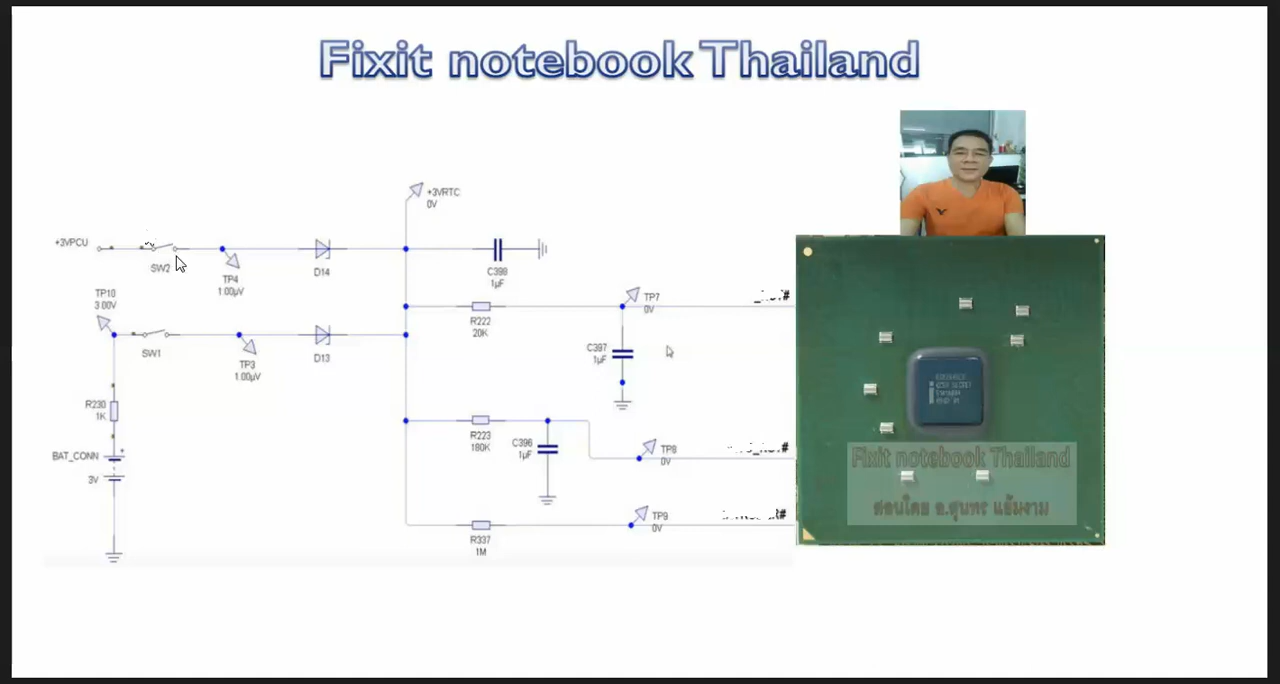 Fixit notebook Thailand
+3VRTC
0V
+3VPCU
SW2
TP4
1.00µV
D14
C398
1µF
TP10
3.00V
SW1
TP3
1.00µV
D13
R222
20K
TP7
0V
C397
1µF
R230
1K
BAT_CONN
3V
R223
180K
C396
1µF
TP8
0V
R337
1M
TP9
0V
Fixit notebook Thailand
สอนโดย อ.สุนทร แย้มงาม